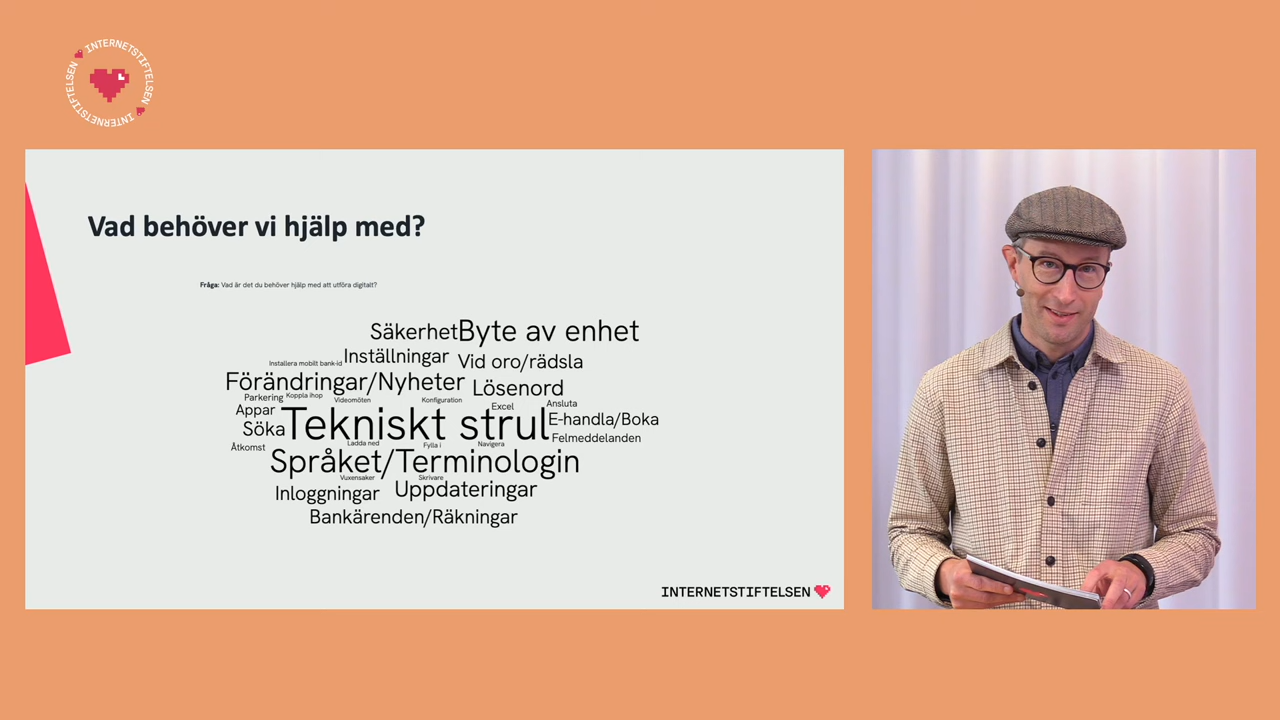 INTERNETSTIFTELSEN INTERNETSTIFTELSEN
Vad behöver vi hjälp med?
Fråga: Vad är det du behöver hjälp med att utföra digitalt?
Säkerhet Byte av enhet
Installera mobilt bank-id Inställningar Vid oro/rädsla
Förändringar/Nyheter Lösenord
Parkering Koppla ihop Videomöten Konfiguration Excel Ansluta
Appar
Söka Tekniskt strul E-handla/Boka
Felmeddelanden
Åtkomst Ladda ned Fylla i Navigera
Språket/Terminologin
Vuxensaker Skrivare
Inloggningar Uppdateringar
Bankärenden/Räkningar
INTERNETSTIFTELSEN